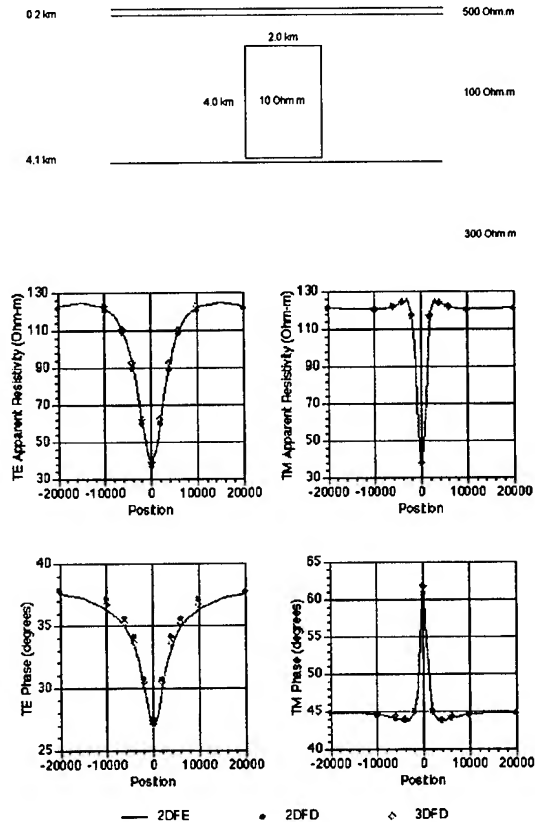 0.2 km
500 Ohm.m
2.0 km
4.0 km
10 Ohm.m
100 Ohm.m
4.1 km
300 Ohm m
TE Apparent Resistivity (Ohm-m)
130
110
90
70
50
30
-20000 -10000 0 10000 20000
Position
TM Apparent Resistivity (Ohm-m)
130
110
90
70
50
30
-20000 -10000 0 10000 20000
Position
TE Phase (degrees)
40
37
34
31
28
25
-20000 -10000 0 10000 20000
Position
TM Phase (degrees)
65
60
55
50
45
40
-20000 -10000 0 10000 20000
Position
2DFE 2DFD 3DFD